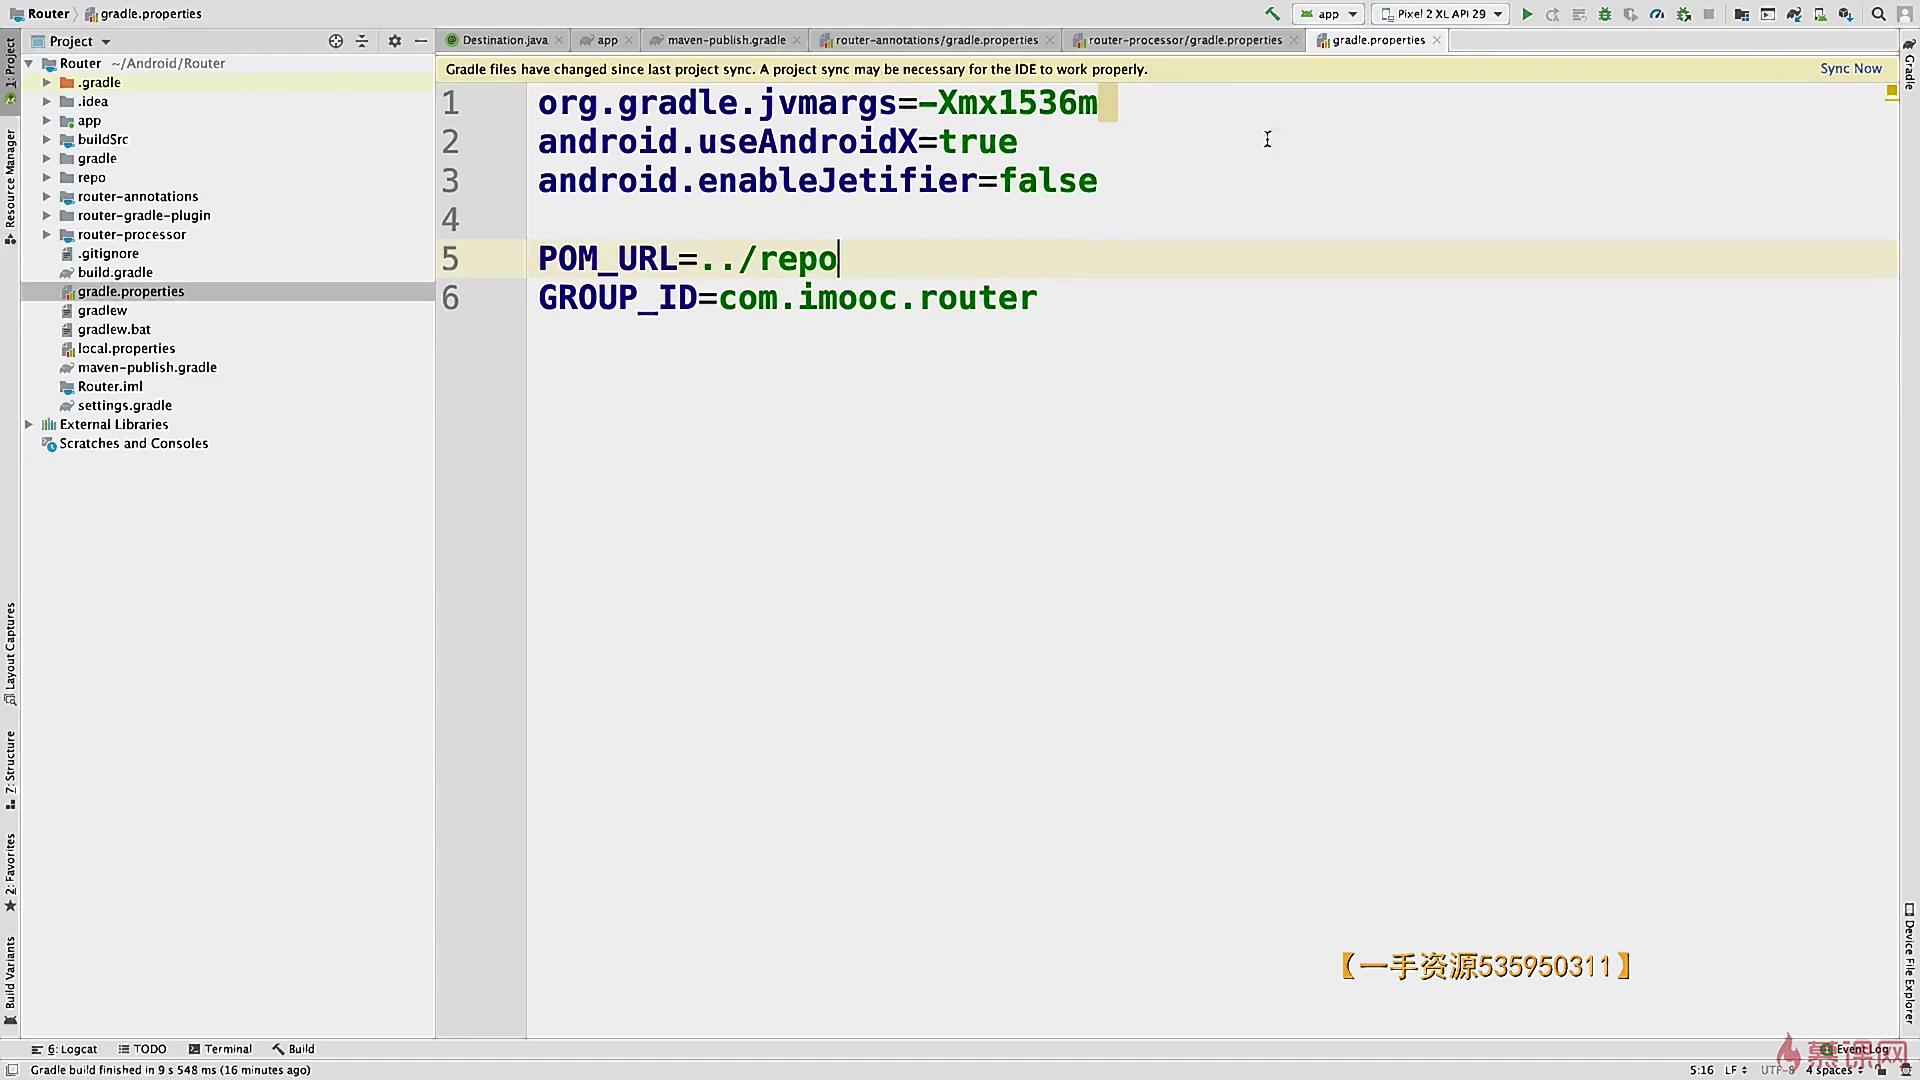 Router gradle.properties app Pixel 2 XL API 29
Project
Destination.java app maven-publish.gradle router-annotations/gradle.properties router-processor/gradle.properties gradle.properties
Gradle files have changed since last project sync. A project sync may be necessary for the IDE to work properly. Sync Now
Router ~/Android/Router
.gradle
.idea
app
buildSrc
gradle
repo
router-annotations
router-gradle-plugin
router-processor
.gitignore
build.gradle
gradle.properties
gradlew
gradlew.bat
local.properties
maven-publish.gradle
Router.iml
settings.gradle
External Libraries
Scratches and Consoles
1 org.gradle.jvmargs=-Xmx1536m
2 android.useAndroidX=true
3 android.enableJetifier=false
4
5 POM_URL=../repo
6 GROUP_ID=com.imooc.router
1: Project
Resource Manager
Layout Captures
7: Structure
2: Favorites
Build Variants
Gradle
Device File Explorer
【一手资源535950311】
6: Logcat TODO Terminal Build Event Log
慕课网
Gradle build finished in 9 s 548 ms (16 minutes ago) 5:16 LF UTF-8 4 spaces